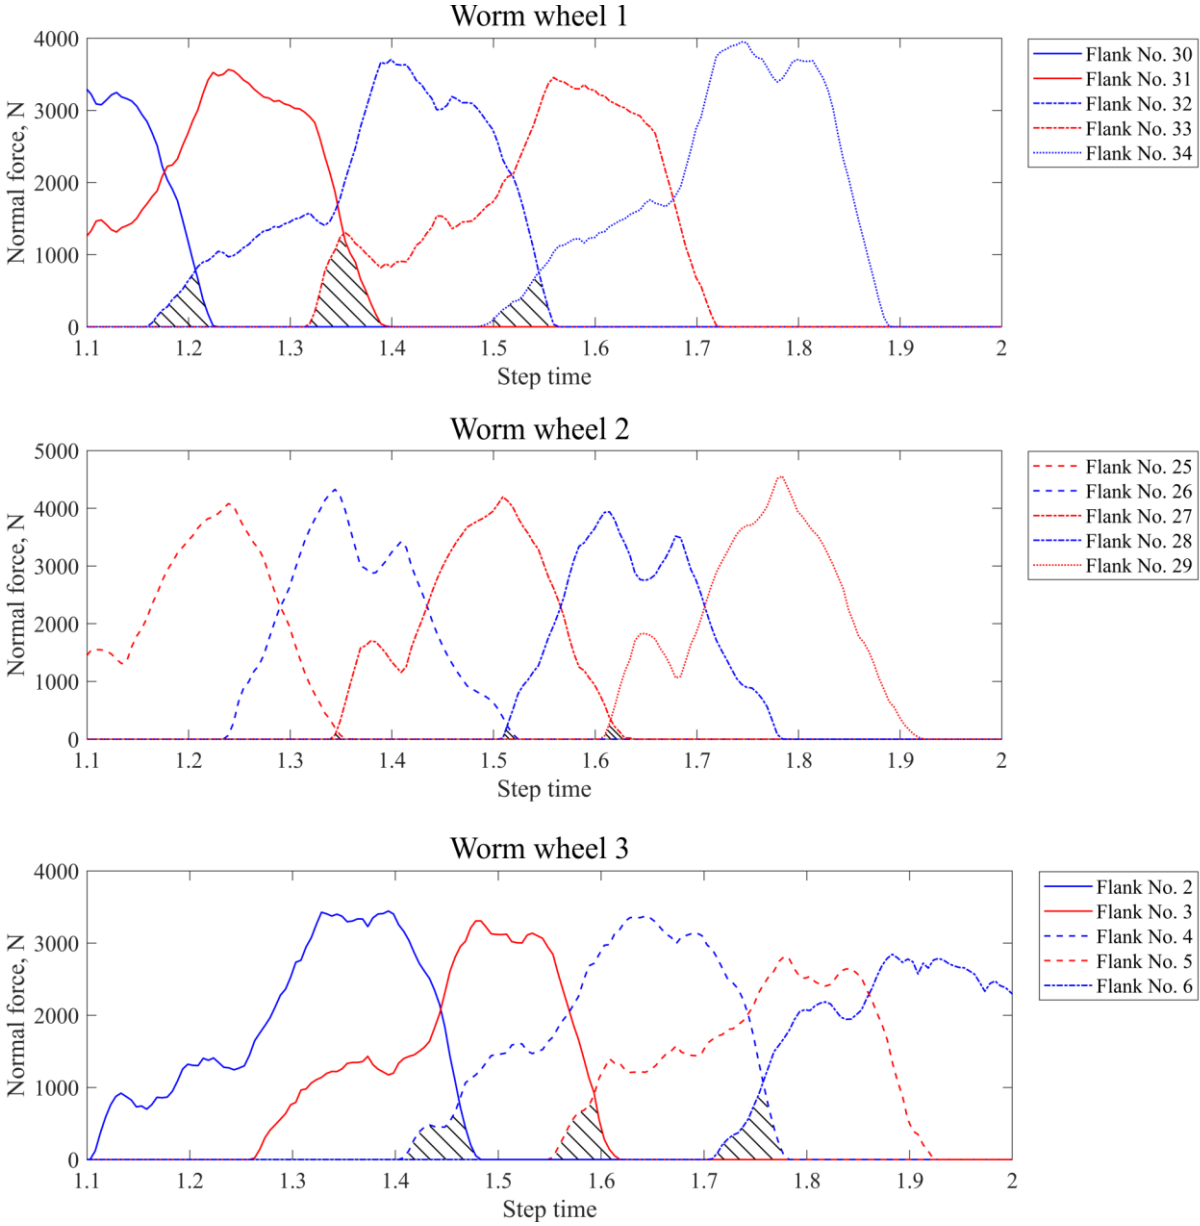 Worm wheel 1
Normal force, N
4000
3000
2000
1000
0
1.1 1.2 1.3 1.4 1.5 1.6 1.7 1.8 1.9 2
Step time
Flank No. 30
Flank No. 31
Flank No. 32
Flank No. 33
Flank No. 34
Worm wheel 2
Normal force, N
5000
4000
3000
2000
1000
0
1.1 1.2 1.3 1.4 1.5 1.6 1.7 1.8 1.9 2
Step time
Flank No. 25
Flank No. 26
Flank No. 27
Flank No. 28
Flank No. 29
Worm wheel 3
Normal force, N
4000
3000
2000
1000
0
1.1 1.2 1.3 1.4 1.5 1.6 1.7 1.8 1.9 2
Step time
Flank No. 2
Flank No. 3
Flank No. 4
Flank No. 5
Flank No. 6